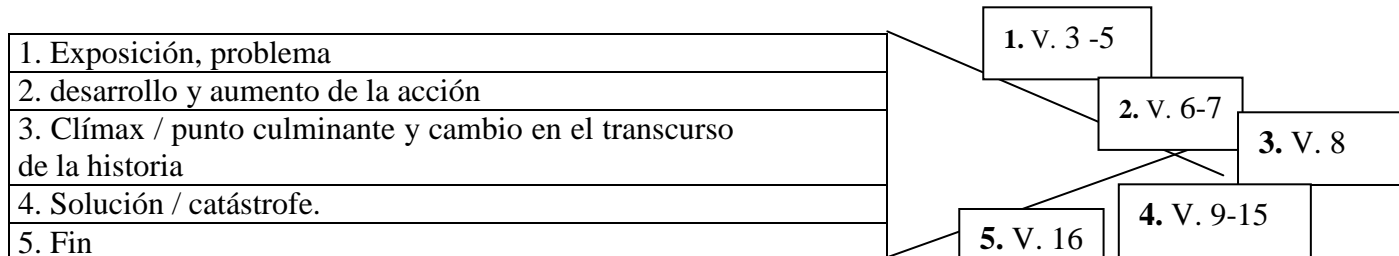 1. Exposición, problema
2. desarrollo y aumento de la acción
3. Clímax / punto culminante y cambio en el transcurso
de la historia
4. Solución / catástrofe.
5. Fin
1. V. 3 -5
2. V. 6-7
3. V. 8
4. V. 9-15
5. V. 16